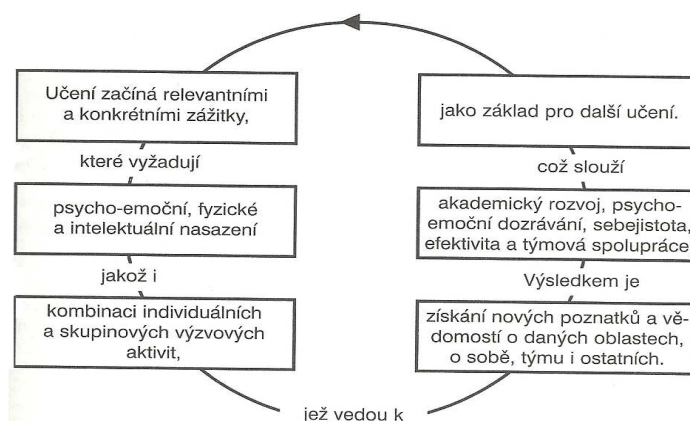 Učení začíná relevantními
a konkrétními zážitky,
které vyžadují
psycho-emoční, fyzické
a intelektuální nasazení
jakož i
kombinaci individuálních
a skupinových výzvových
aktivit,
jež vedou k
získání nových poznatků a vě-
domostí o daných oblastech,
o sobě, týmu i ostatních.
Výsledkem je
akademický rozvoj, psycho-
emoční dozrávání, sebejistota,
efektivita a týmová spolupráce
což slouží
jako základ pro další učení.